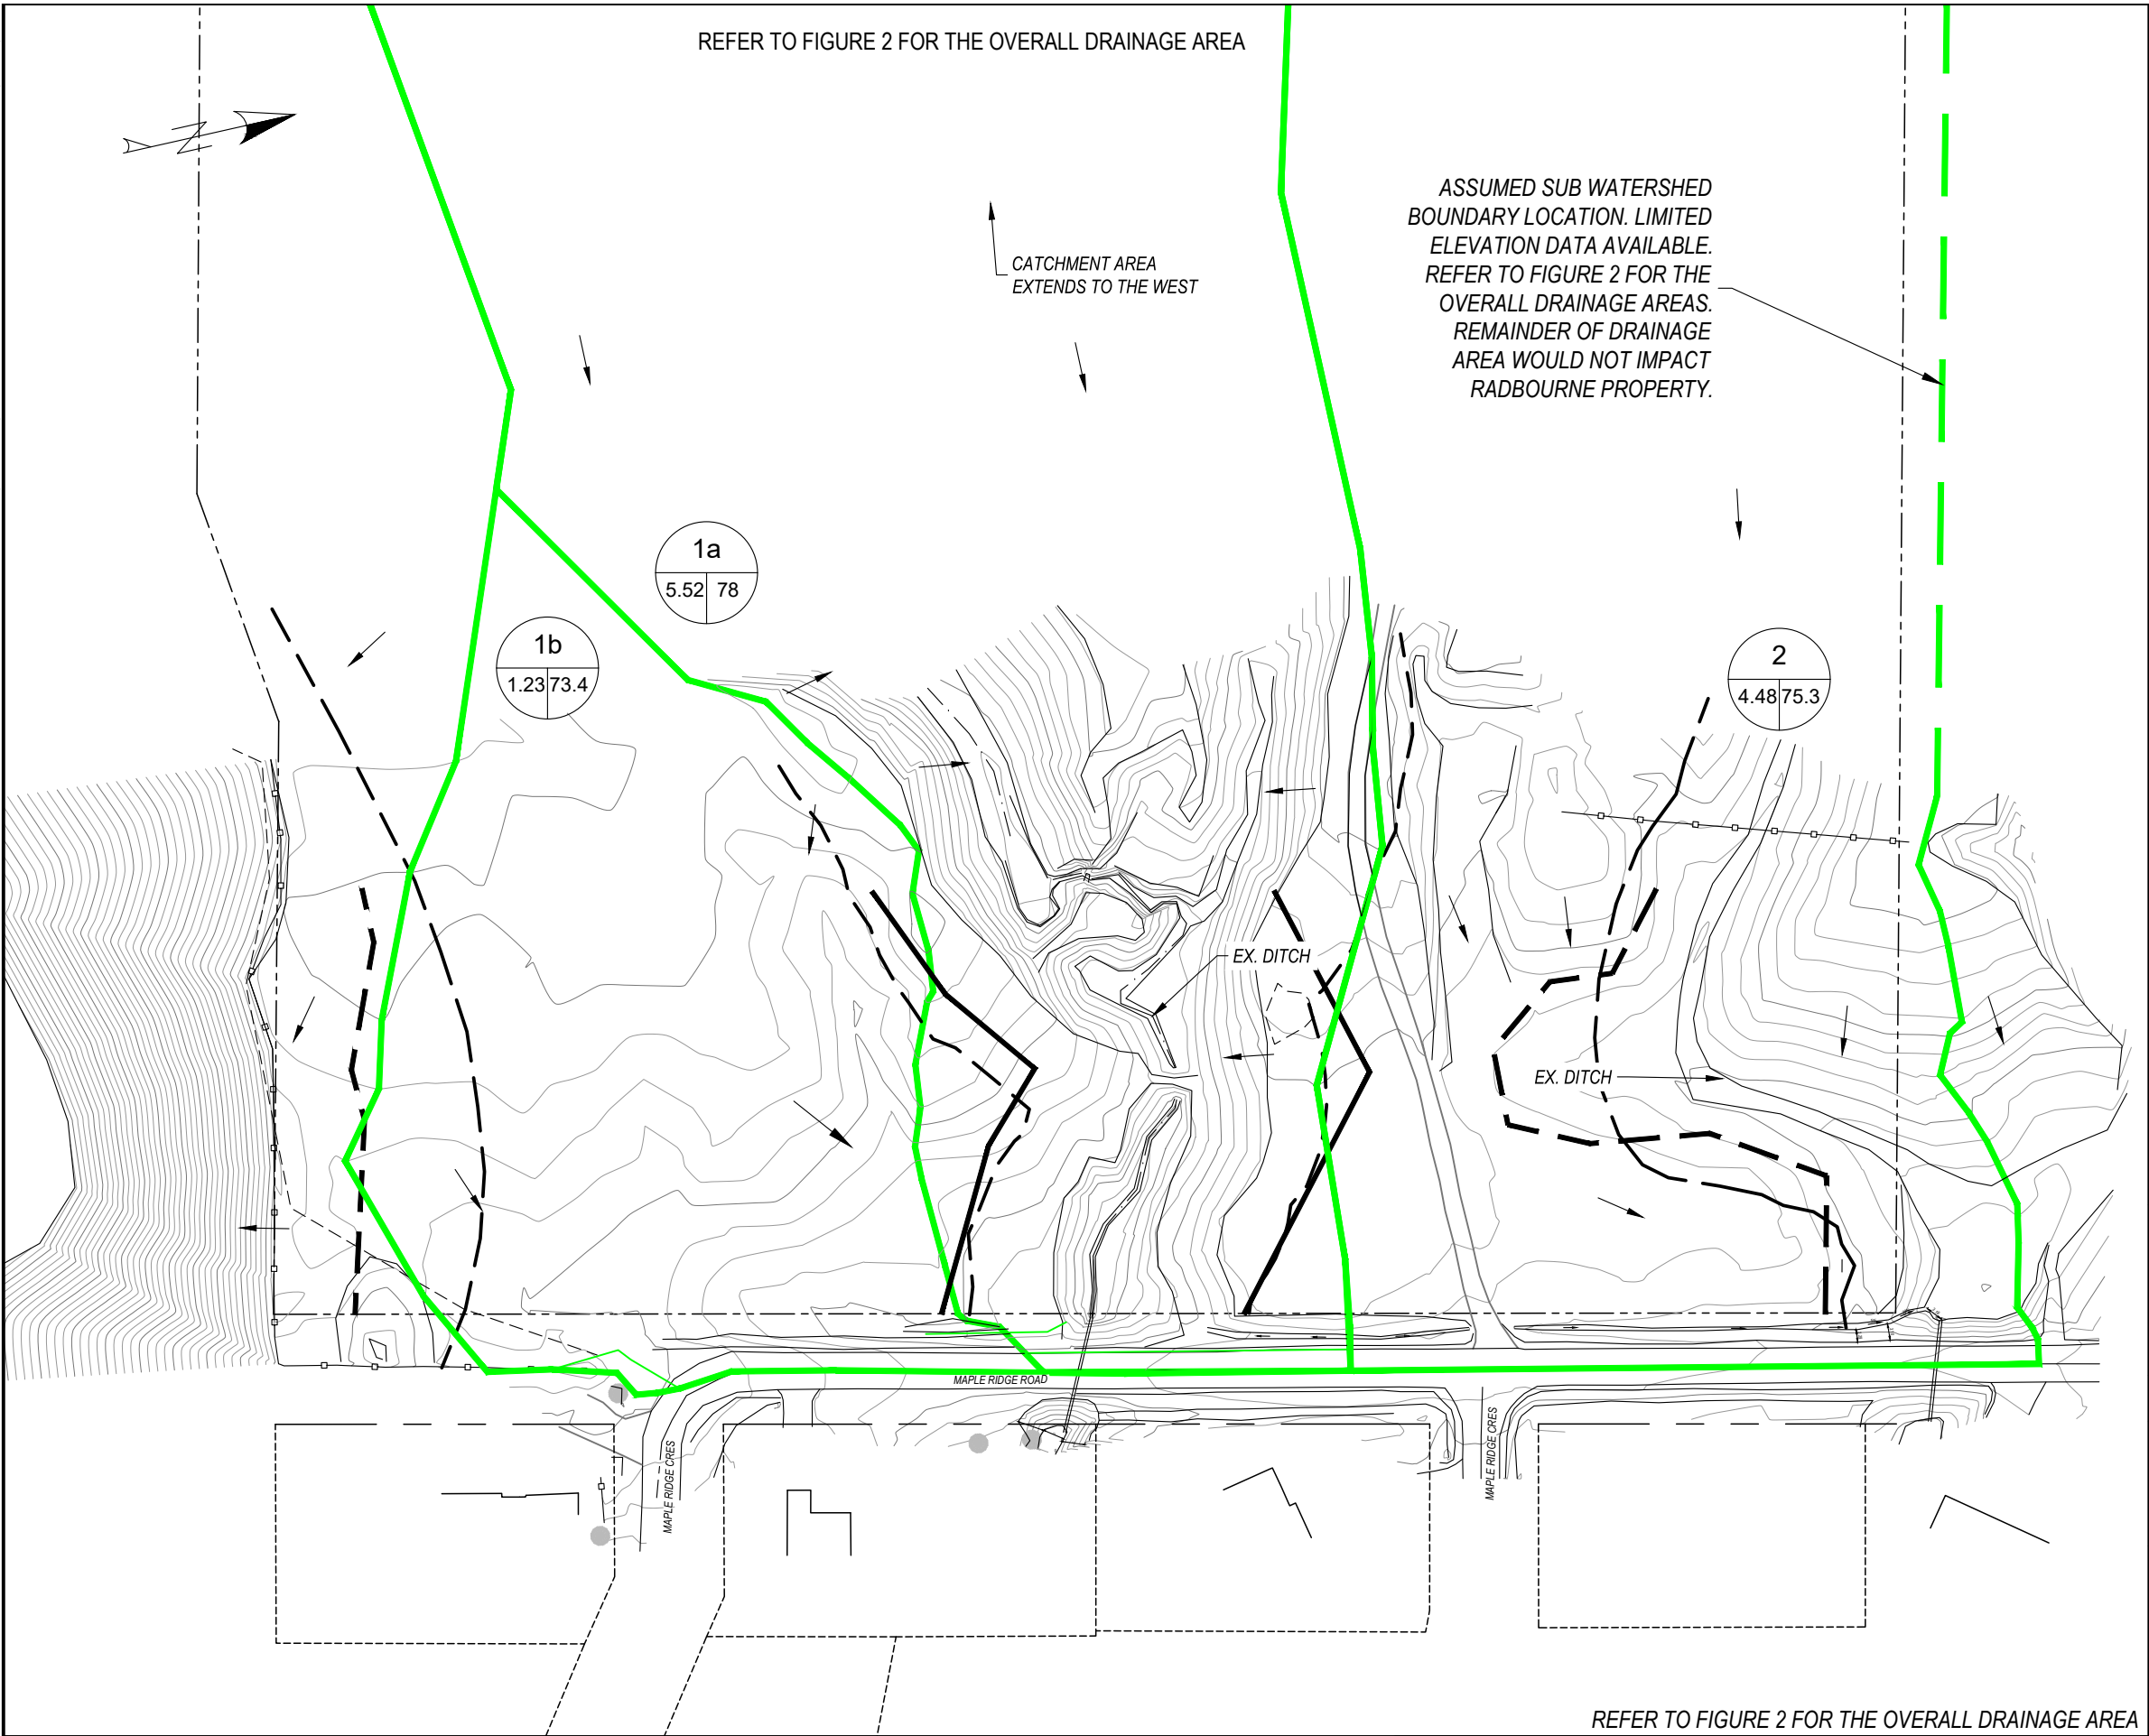 REFER TO FIGURE 2 FOR THE OVERALL DRAINAGE AREA
N
ASSUMED SUB WATERSHED
BOUNDARY LOCATION. LIMITED
ELEVATION DATA AVAILABLE.
REFER TO FIGURE 2 FOR THE
OVERALL DRAINAGE AREAS.
REMAINDER OF DRAINAGE
AREA WOULD NOT IMPACT
RADBOURNE PROPERTY.
CATCHMENT AREA
EXTENDS TO THE WEST
1a
5.52 78
1b
1.23 73.4
2
4.48 75.3
EX. DITCH
EX. DITCH
MAPLE RIDGE ROAD
MAPLE RIDGE CRES
MAPLE RIDGE CRES
REFER TO FIGURE 2 FOR THE OVERALL DRAINAGE AREA